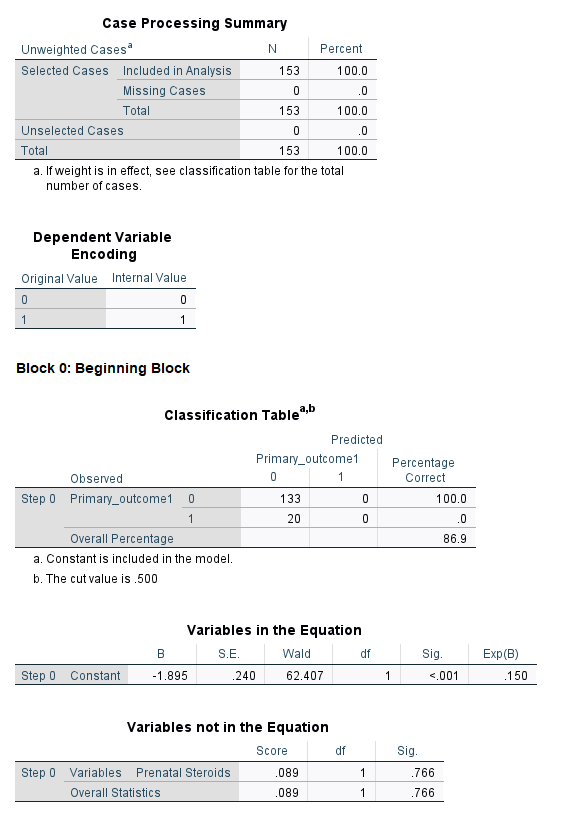 Case Processing Summary
Unweighted Casesa N Percent
Selected Cases Included in Analysis 153 100.0
Missing Cases 0 .0
Total 153 100.0
Unselected Cases 0 .0
Total 153 100.0
a. If weight is in effect, see classification table for the total
number of cases.
Dependent Variable
Encoding
Original Value Internal Value
0 0
1 1
Block 0: Beginning Block
Classification Tablea,b
Predicted
Primary_outcome1 Percentage
Observed 0 1 Correct
Step 0 Primary_outcome1 0 133 0 100.0
1 20 0 .0
Overall Percentage 86.9
a. Constant is included in the model.
b. The cut value is .500
Variables in the Equation
B S.E. Wald df Sig. Exp(B)
Step 0 Constant -1.895 .240 62.407 1 <.001 .150
Variables not in the Equation
Score df Sig.
Step 0 Variables Prenatal Steroids .089 1 .766
Overall Statistics .089 1 .766